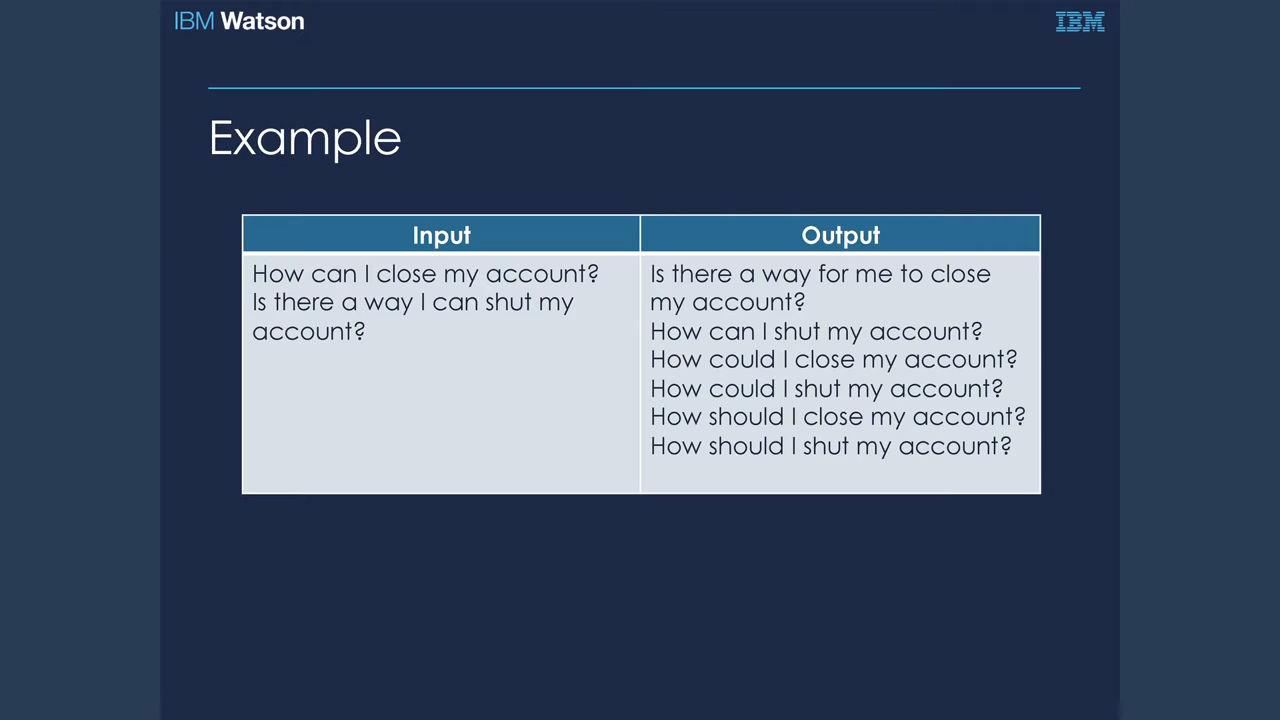 IBM Watson
IBM
Example
Input
Output
How can I close my account?
Is there a way I can shut my
account?
Is there a way for me to close
my account?
How can I shut my account?
How could I close my account?
How could I shut my account?
How should I close my account?
How should I shut my account?